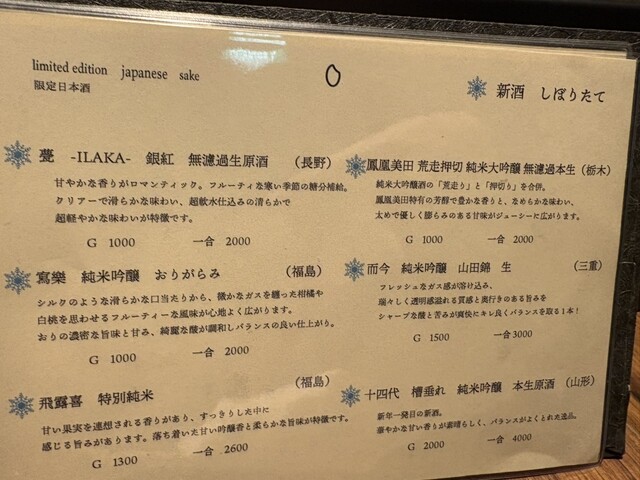 limited edition japanese sake
限定日本酒
新酒 しぼりたて
甍 -ILAKA- 銀紅 無濾過生原酒 (長野)
甘やかな香りがロマンティック。フルーティな寒い季節の糖分補給。
クリアーで滑らかな味わい、超軟水仕込みの清らかで
超軽やかな味わいが特徴です。
G 1000 一合 2000
寫樂 純米吟醸 おりがらみ (福島)
シルクのような滑らかな口当たりから、微かなガスを纏った柑橘や
白桃を思わせるフルーティーな風味が心地よく広がります。
おりの濃密な旨味と甘み、綺麗な酸が調和しバランスの良い仕上がり。
G 1000 一合 2000
飛露喜 特別純米 (福島)
甘い果実を連想される香りがあり、すっきりした中に
感じる旨みがあります。落ち着いた甘い吟醸香と柔らかな旨味が特徴です。
G 1300 一合 2600
鳳凰美田 荒走押切 純米大吟醸 無濾過本生 (栃木)
純米大吟醸酒の「荒走り」と「押切り」を合併。
鳳凰美田特有の芳醇で豊かな香りと、なめらかな味わい、
太めで優しく膨らみのある甘味がジューシーに広がります。
G 1000 一合 2000
而今 純米吟醸 山田錦 生 (三重)
フレッシュなガス感が溶け込み、
瑞々しく透明感溢れる質感と奥行きのある旨みを
シャープな酸と苦みが爽快にキレ良くバランスを取る1本!
G 1500 一合3000
十四代 槽垂れ 純米吟醸 本生原酒 (山形)
新年一発目の新酒。
華やかな甘い香りが素晴らしく、バランスがよくとれた逸品。
G 2000 一合 4000